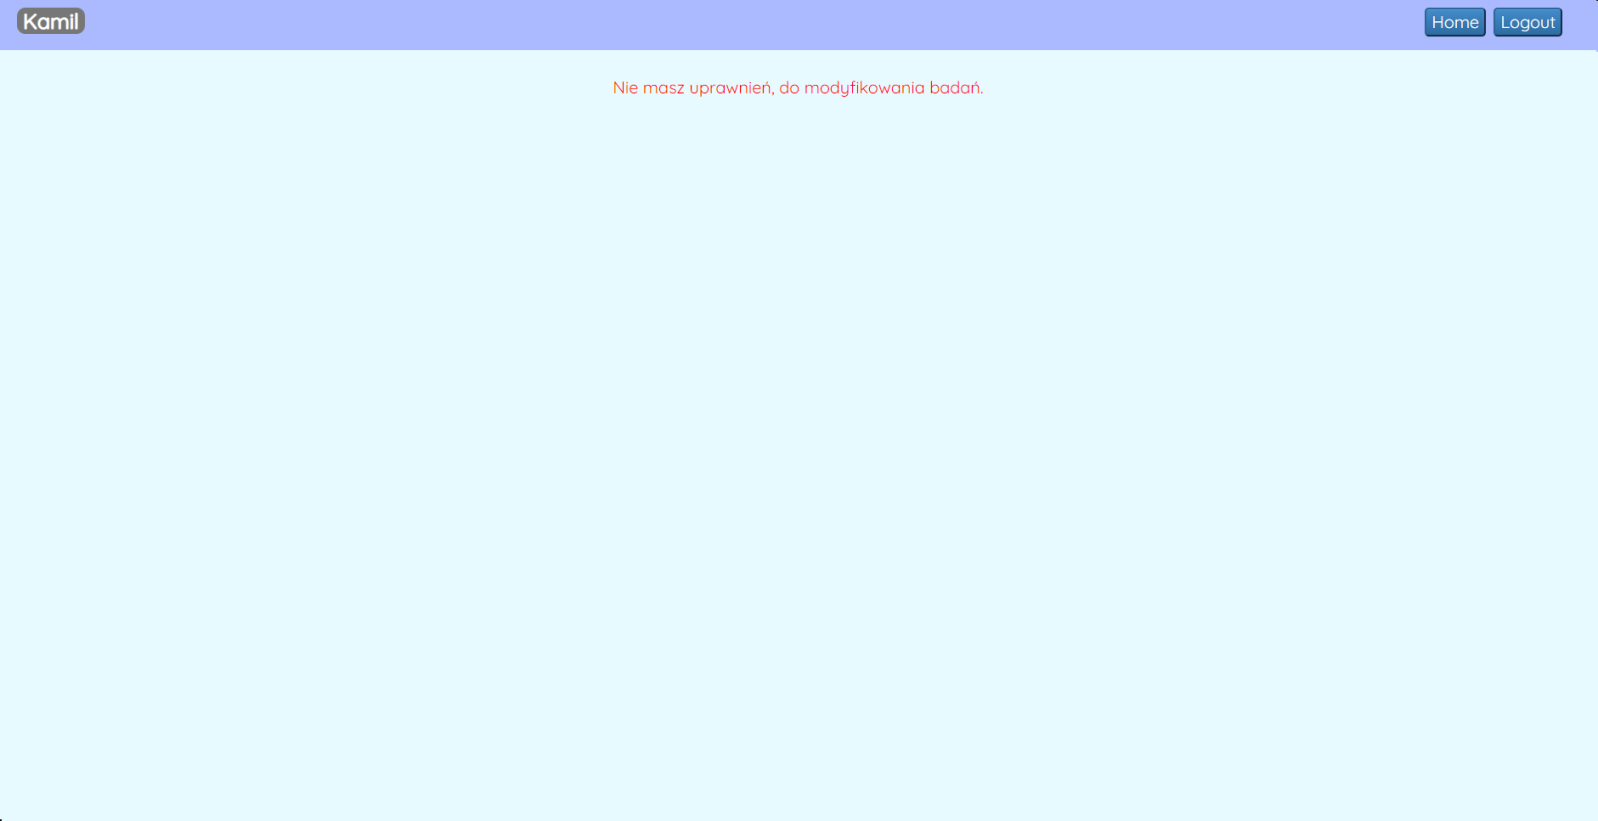 Kamil
Home Logout
Nie masz uprawnień, do modyfikowania badań.